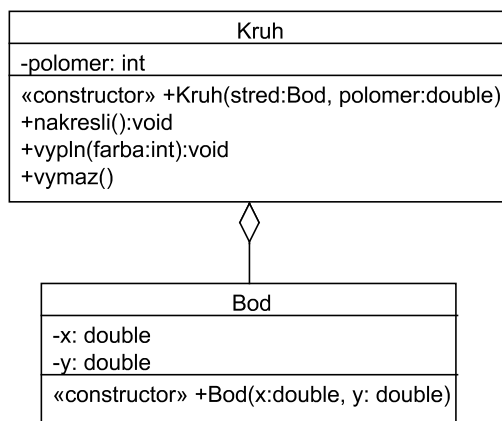 Kruh
-polomer: int
«constructor» +Kruh(stred:Bod, polomer:double)
+nakresli():void
+vypln(farba:int):void
+vymaz()
Bod
-x: double
-y: double
«constructor» +Bod(x:double, y: double)